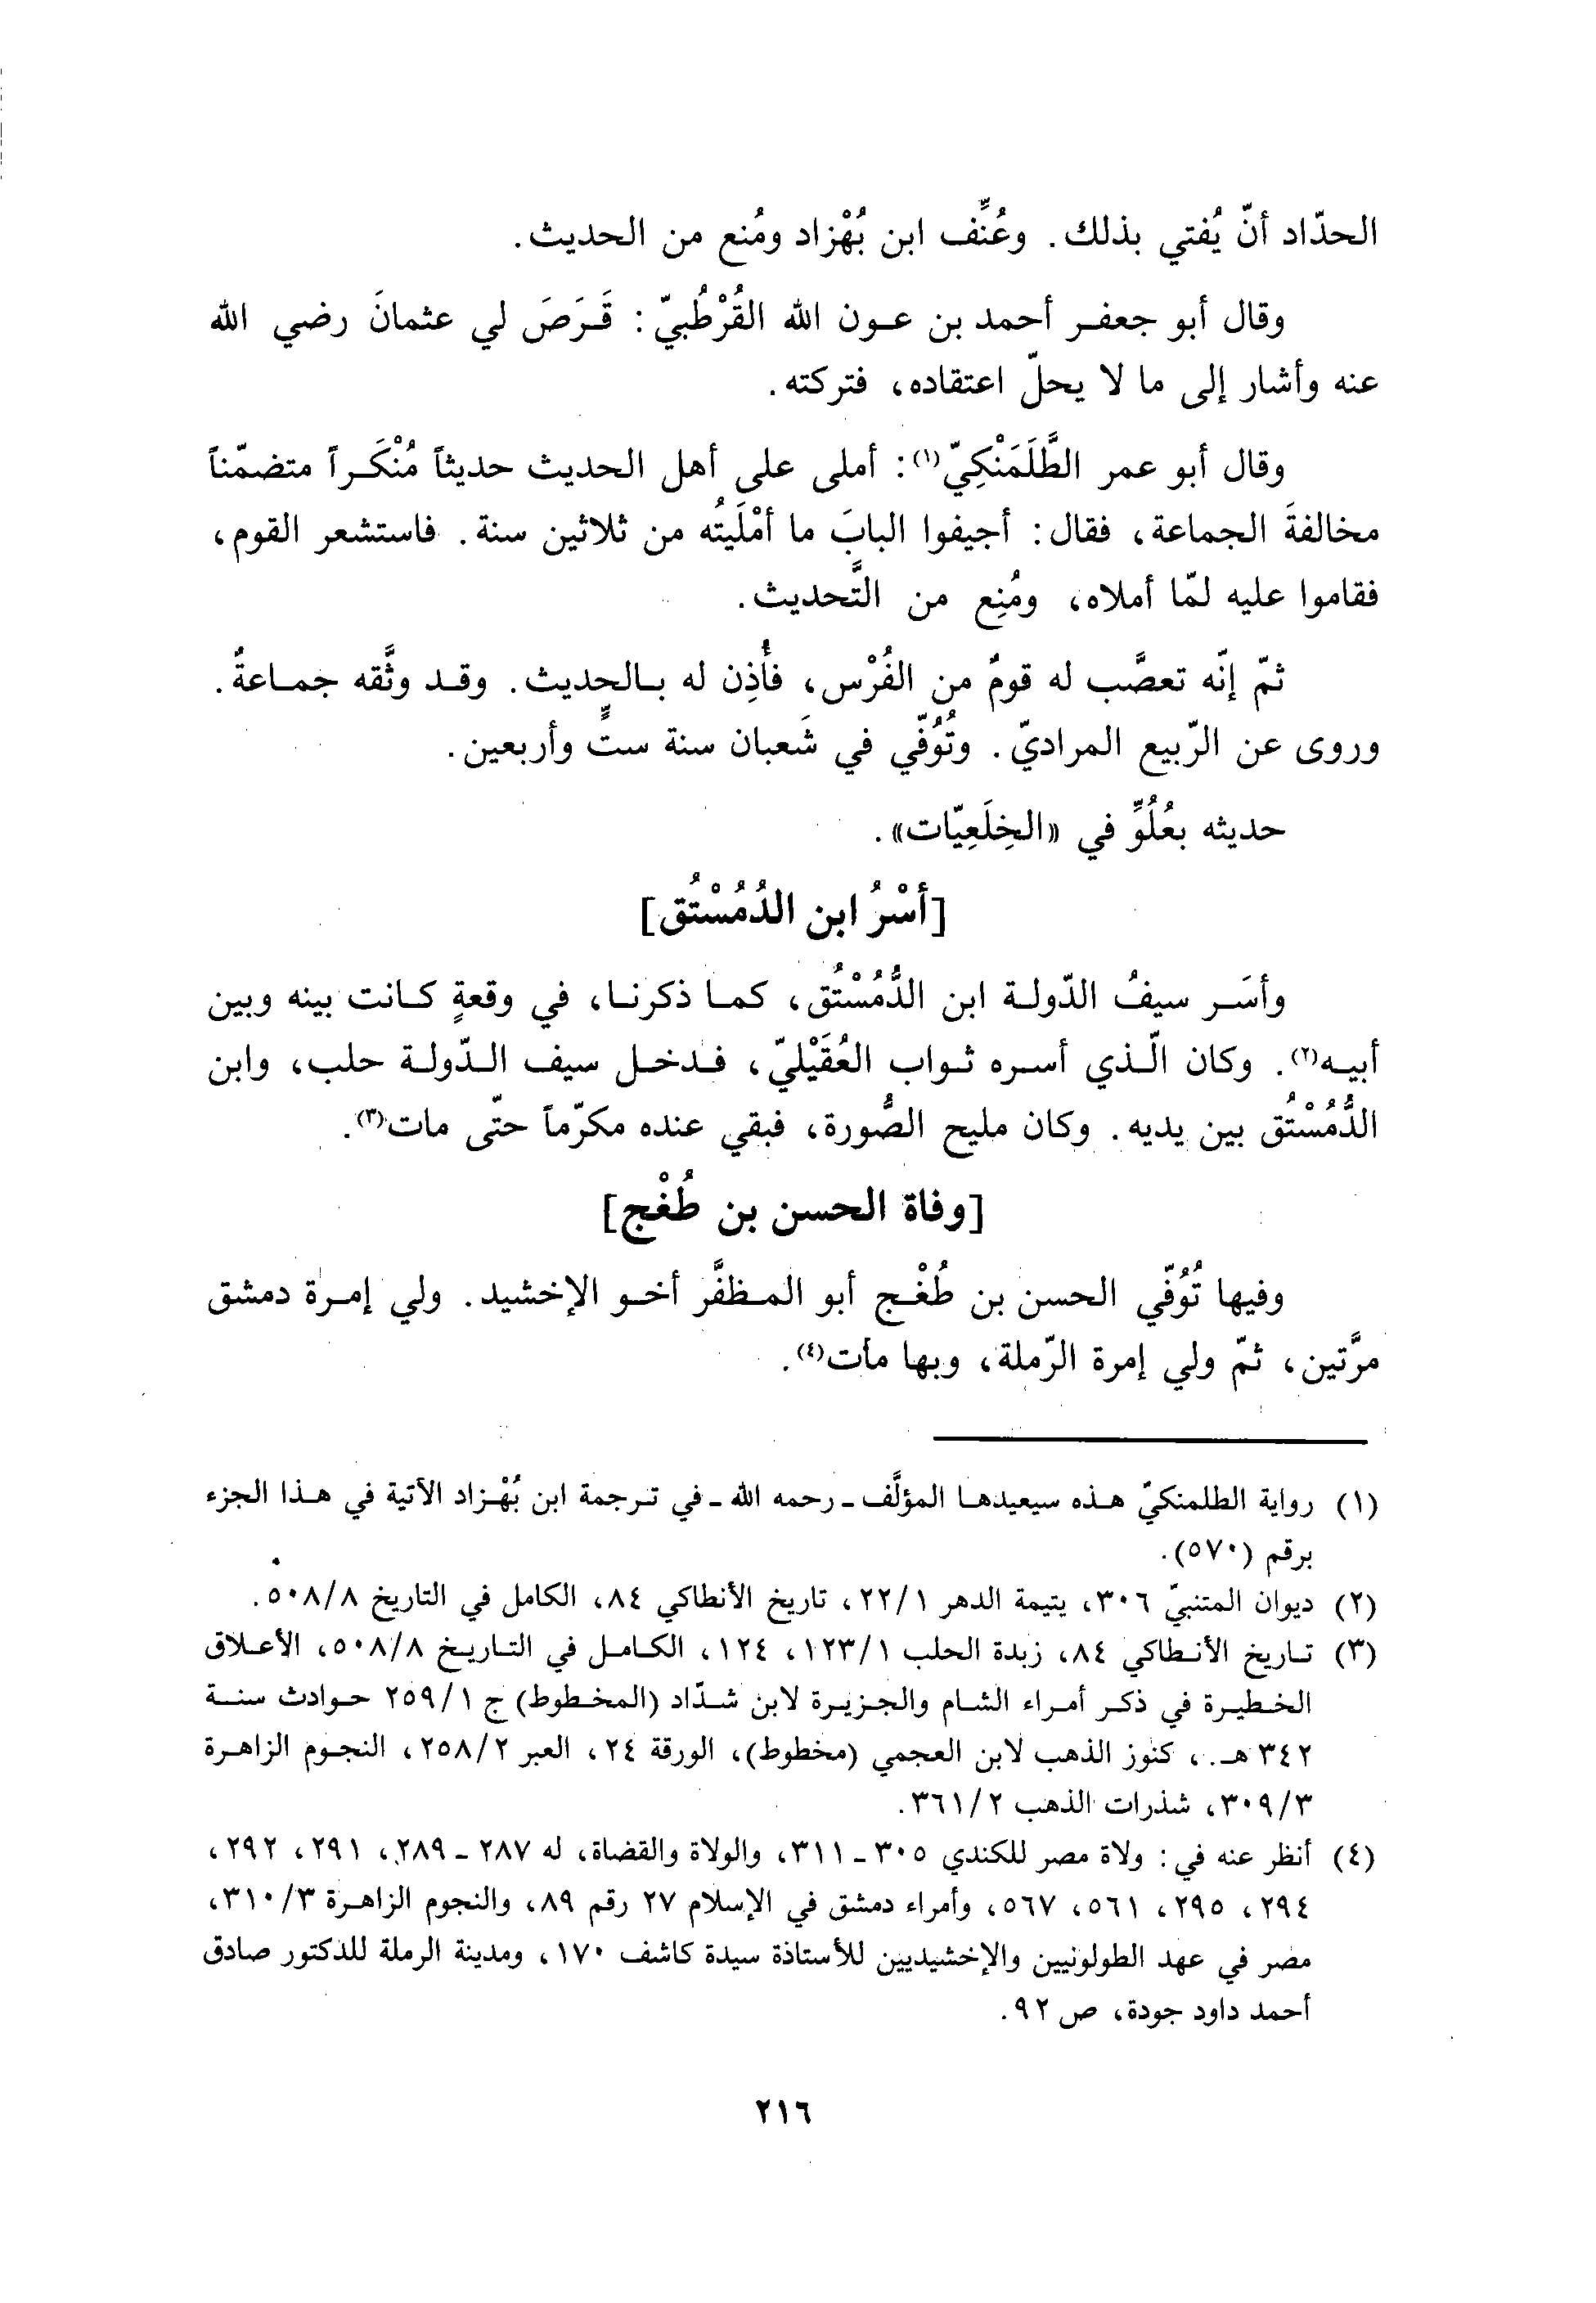 الحدّاد أنّ يُفتي بذلك. وعُنِّف ابن بُهْزاد ومُنع من الحديث.
وقال أبو جعفر أحمد بن عون الله القُرْطُبيّ: قَرَصَ لي عثمانَ رضي الله
عنه وأشار إلى ما لا يحلّ اعتقاده، فتركته.
وقال أبو عمر الطَّلَمَنْكِيّ(١): أملى على أهل الحديث حديثاً مُنْكَراً متضمّناً
مخالفةَ الجماعة، فقال: أجيفوا البابَ ما أمْلَيتُه من ثلاثين سنة. فاستشعر القوم،
فقاموا عليه لمّا أملاه، ومُنِع من التَّحديث.
ثمّ إنّه تعصَّب له قومٌ من الفُرْس، فأُذِن له بالحديث. وقد وثَّقه جماعةٌ.
وروى عن الرّبيع المراديّ. وتُوُفّي في شَعبان سنة ستٍّ وأربعين.
حديثه بعُلُوٍّ في «الخِلَعِيّات».
[أسْرُ ابن الدُمُسْتُق]
وأسَر سيفُ الدّولة ابن الدُّمُسْتُق، كما ذكرنا، في وقعةٍ كانت بينه وبين
أبيه(٢). وكان الّذي أسره ثواب العُقَيْليّ، فدخل سيف الدّولة حلب، وابن
الدُّمُسْتُق بين يديه. وكان مليح الصُّورة، فبقي عنده مكرّماً حتّى مات(٣).
[وفاة الحسن بن طُغْج]
وفيها تُوُفّي الحسن بن طُغْج أبو المظفَّر أخو الإخشيد. ولي إمرة دمشق
مرَّتين، ثمّ ولي إمرة الرّملة، وبها مات(٤).
(١) رواية الطلمنكيّ هذه سيعيدها المؤلَّف ـ رحمه الله ـ في ترجمة ابن بُهْزاد الآتية في هذا الجزء
برقم (٥٧٠).
(٢) ديوان المتنبيّ ٣٠٦، يتيمة الدهر ٢٢/١، تاريخ الأنطاكي ٨٤، الكامل في التاريخ ٥٠٨/٨.
(٣) تاريخ الأنطاكي ٨٤، زبدة الحلب ١٢٣/١، ١٢٤، الكامل في التاريخ ٥٠٨/٨، الأعلاق
الخطيرة في ذكر أمراء الشام والجزيرة لابن شدّاد (المخطوط) ج ٢٥٩/١ حوادث سنة
٣٤٢ هـ.، كنوز الذهب لابن العجمي (مخطوط)، الورقة ٢٤، العبر ٢٥٨/٢، النجوم الزاهرة
٣٠٩/٣، شذرات الذهب ٣٦١/٢.
(٤) أنظر عنه في: ولاة مصر للكندي ٣٠٥ ـ ٣١١، والولاة والقضاة، له ٢٨٧ ـ ٢٨٩، ٢٩١، ٢٩٢،
٢٩٤، ٢٩٥، ٥٦١، ٥٦٧، وأمراء دمشق في الإسلام ٢٧ رقم ٨٩، والنجوم الزاهرة ٣١٠/٣،
مصر في عهد الطولونيين والإخشيديين للأستاذة سيدة كاشف ١٧٠، ومدينة الرملة للدكتور صادق
أحمد داود جودة، ص ٩٢.
٢١٦